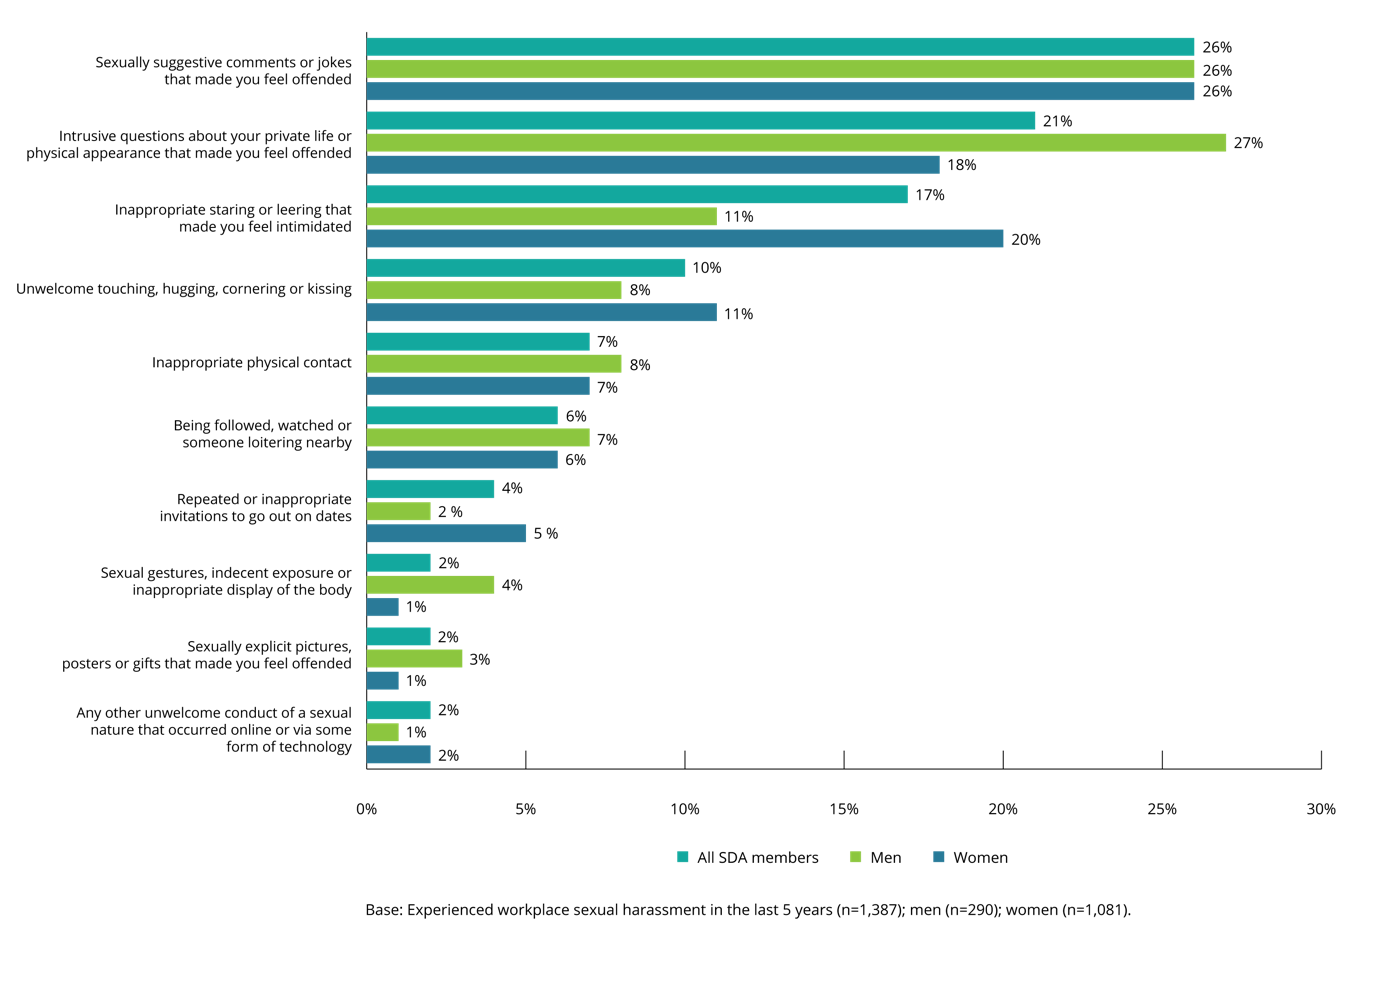 Sexually suggestive comments or jokes
that made you feel offended
26%
26%
26%
Intrusive questions about your private life or
physical appearance that made you feel offended
21%
27%
18%
Inappropriate staring or leering that
made you feel intimidated
17%
11%
20%
Unwelcome touching, hugging, cornering or kissing
10%
8%
11%
Inappropriate physical contact
7%
8%
7%
Being followed, watched or
someone loitering nearby
6%
7%
6%
Repeated or inappropriate
invitations to go out on dates
4%
2 %
5 %
Sexual gestures, indecent exposure or
inappropriate display of the body
2%
4%
1%
Sexually explicit pictures,
posters or gifts that made you feel offended
2%
3%
1%
Any other unwelcome conduct of a sexual
nature that occurred online or via some
form of technology
2%
1%
2%
0% 5% 10% 15% 20% 25% 30%
All SDA members Men Women
Base: Experienced workplace sexual harassment in the last 5 years (n=1,387); men (n=290); women (n=1,081).